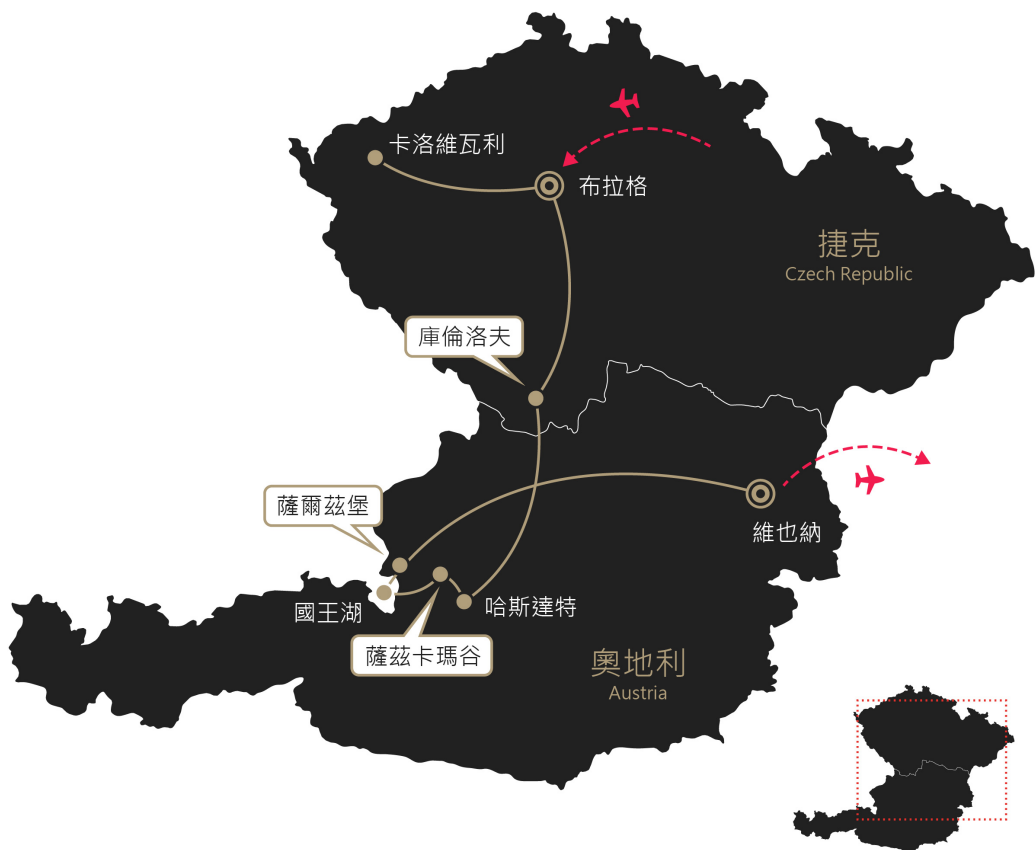 卡洛維瓦利
布拉格
捷克
Czech Republic
庫倫洛夫
薩爾茲堡
維也納
國王湖
哈斯達特
薩茲卡瑪谷
奧地利
Austria